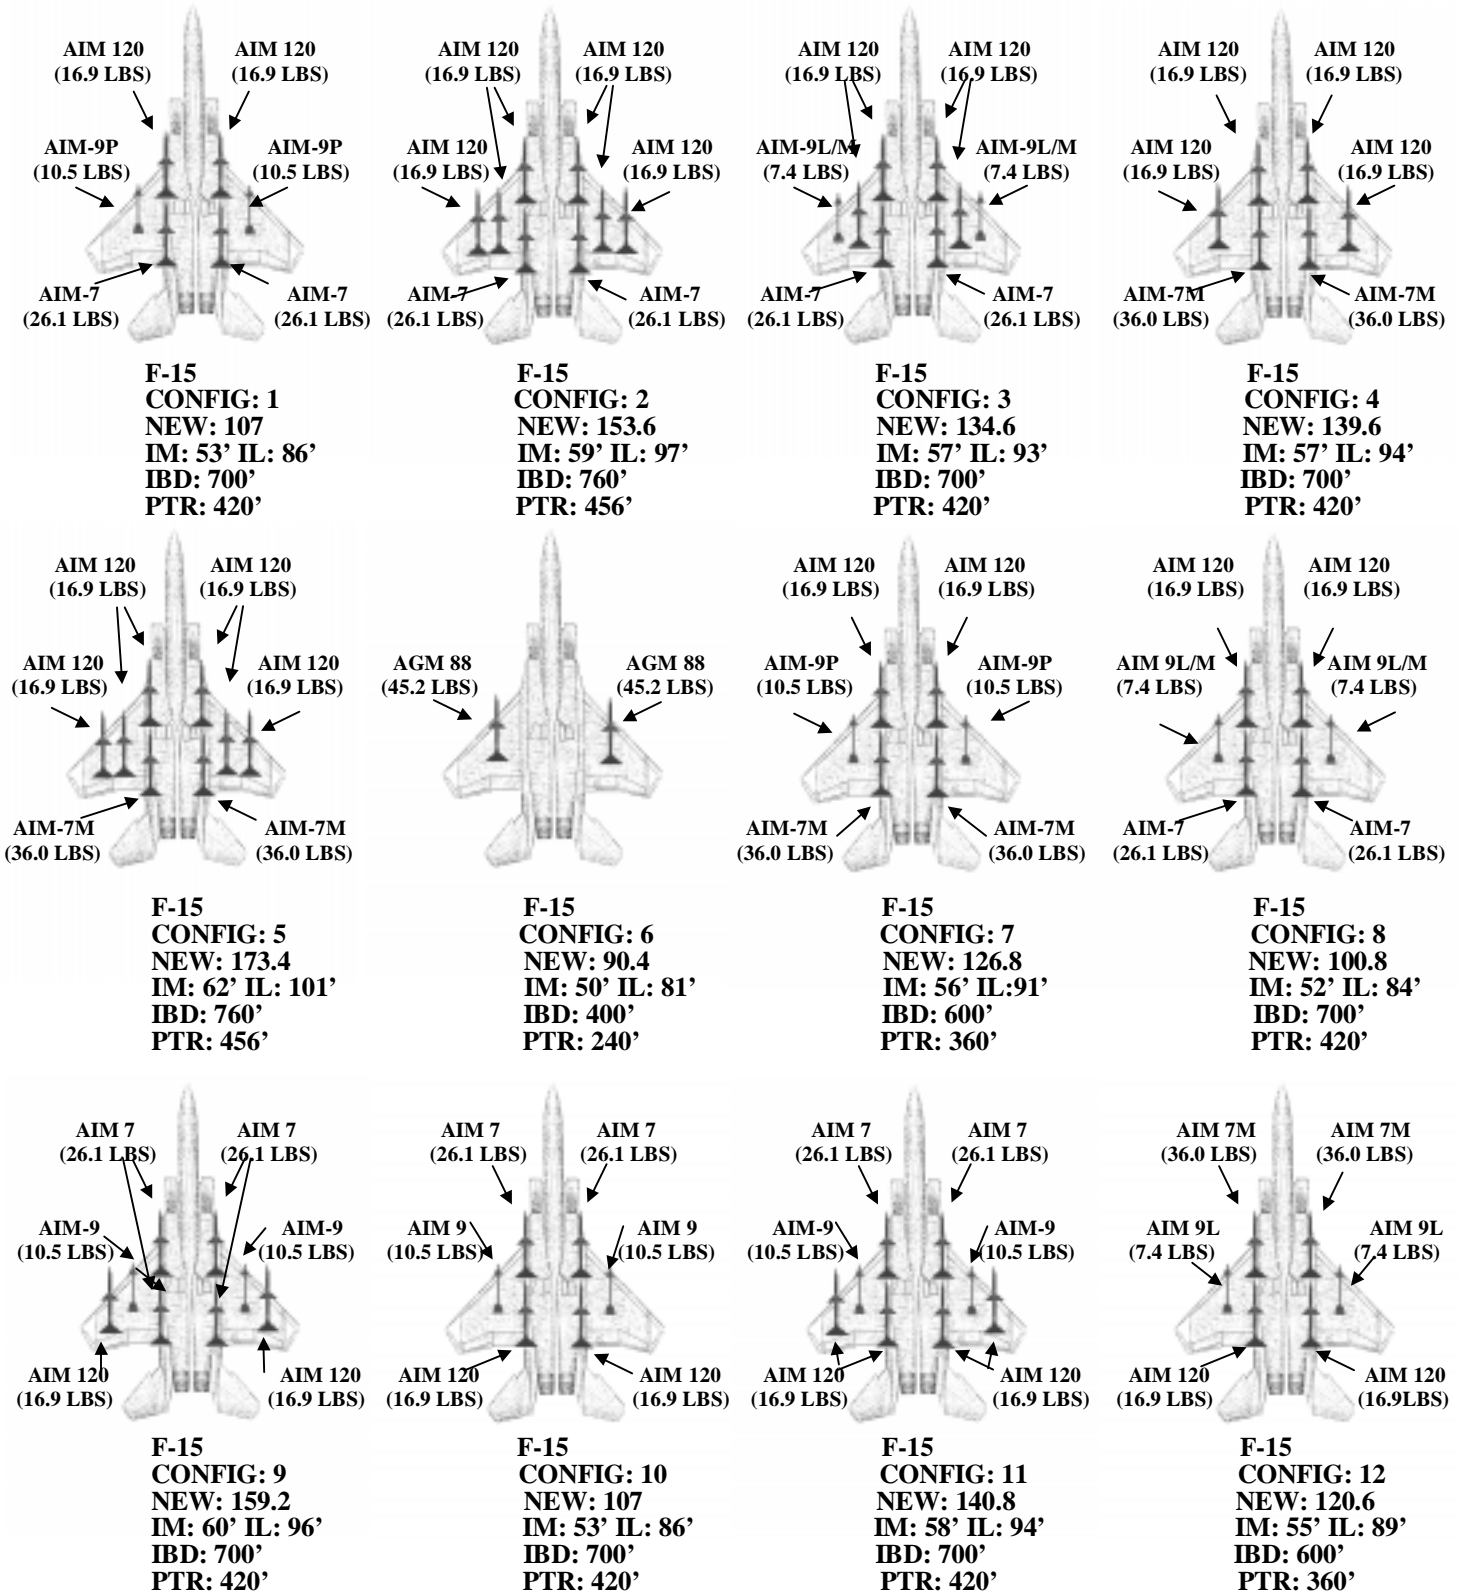 AIM 120
(16.9 LBS)
AIM 120
(16.9 LBS)
AIM-9P
(10.5 LBS)
AIM-9P
(10.5 LBS)
AIM-7
(26.1 LBS)
AIM-7
(26.1 LBS)
F-15
CONFIG: 1
NEW: 107
IM: 53’ IL: 86’
IBD: 700’
PTR: 420’
AIM 120
(16.9 LBS)
AIM 120
(16.9 LBS)
AIM 120
(16.9 LBS)
AIM 120
(16.9 LBS)
AIM-7
(26.1 LBS)
AIM-7
(26.1 LBS)
F-15
CONFIG: 2
NEW: 153.6
IM: 59’ IL: 97’
IBD: 760’
PTR: 456’
AIM 120
(16.9 LBS)
AIM 120
(16.9 LBS)
AIM-9L/M
(7.4 LBS)
AIM-9L/M
(7.4 LBS)
AIM-7
(26.1 LBS)
AIM-7
(26.1 LBS)
F-15
CONFIG: 3
NEW: 134.6
IM: 57’ IL: 93’
IBD: 700’
PTR: 420’
AIM 120
(16.9 LBS)
AIM 120
(16.9 LBS)
AIM 120
(16.9 LBS)
AIM 120
(16.9 LBS)
AIM-7M
(36.0 LBS)
AIM-7M
(36.0 LBS)
F-15
CONFIG: 4
NEW: 139.6
IM: 57’ IL: 94’
IBD: 700’
PTR: 420’
AIM 120
(16.9 LBS)
AIM 120
(16.9 LBS)
AIM 120
(16.9 LBS)
AIM 120
(16.9 LBS)
AIM-7M
(36.0 LBS)
AIM-7M
(36.0 LBS)
F-15
CONFIG: 5
NEW: 173.4
IM: 62’ IL: 101’
IBD: 760’
PTR: 456’
AGM 88
(45.2 LBS)
AGM 88
(45.2 LBS)
F-15
CONFIG: 6
NEW: 90.4
IM: 50’ IL: 81’
IBD: 400’
PTR: 240’
AIM 120
(16.9 LBS)
AIM 120
(16.9 LBS)
AIM-9P
(10.5 LBS)
AIM-9P
(10.5 LBS)
AIM-7M
(36.0 LBS)
AIM-7M
(36.0 LBS)
F-15
CONFIG: 7
NEW: 126.8
IM: 56’ IL:91’
IBD: 600’
PTR: 360’
AIM 120
(16.9 LBS)
AIM 120
(16.9 LBS)
AIM 9L/M
(7.4 LBS)
AIM 9L/M
(7.4 LBS)
AIM-7
(26.1 LBS)
AIM-7
(26.1 LBS)
F-15
CONFIG: 8
NEW: 100.8
IM: 52’ IL: 84’
IBD: 700’
PTR: 420’
AIM 7
(26.1 LBS)
AIM 7
(26.1 LBS)
AIM-9
(10.5 LBS)
AIM-9
(10.5 LBS)
AIM 120
(16.9 LBS)
AIM 120
(16.9 LBS)
F-15
CONFIG: 9
NEW: 159.2
IM: 60’ IL: 96’
IBD: 700’
PTR: 420’
AIM 7
(26.1 LBS)
AIM 7
(26.1 LBS)
AIM 9
(10.5 LBS)
AIM 9
(10.5 LBS)
AIM 120
(16.9 LBS)
AIM 120
(16.9 LBS)
F-15
CONFIG: 10
NEW: 107
IM: 53’ IL: 86’
IBD: 700’
PTR: 420’
AIM 7
(26.1 LBS)
AIM 7
(26.1 LBS)
AIM-9
(10.5 LBS)
AIM-9
(10.5 LBS)
AIM 120
(16.9 LBS)
AIM 120
(16.9 LBS)
F-15
CONFIG: 11
NEW: 140.8
IM: 58’ IL: 94’
IBD: 700’
PTR: 420’
AIM 7M
(36.0 LBS)
AIM 7M
(36.0 LBS)
AIM 9L
(7.4 LBS)
AIM 9L
(7.4 LBS)
AIM 120
(16.9 LBS)
AIM 120
(16.9LBS)
F-15
CONFIG: 12
NEW: 120.6
IM: 55’ IL: 89’
IBD: 600’
PTR: 360’